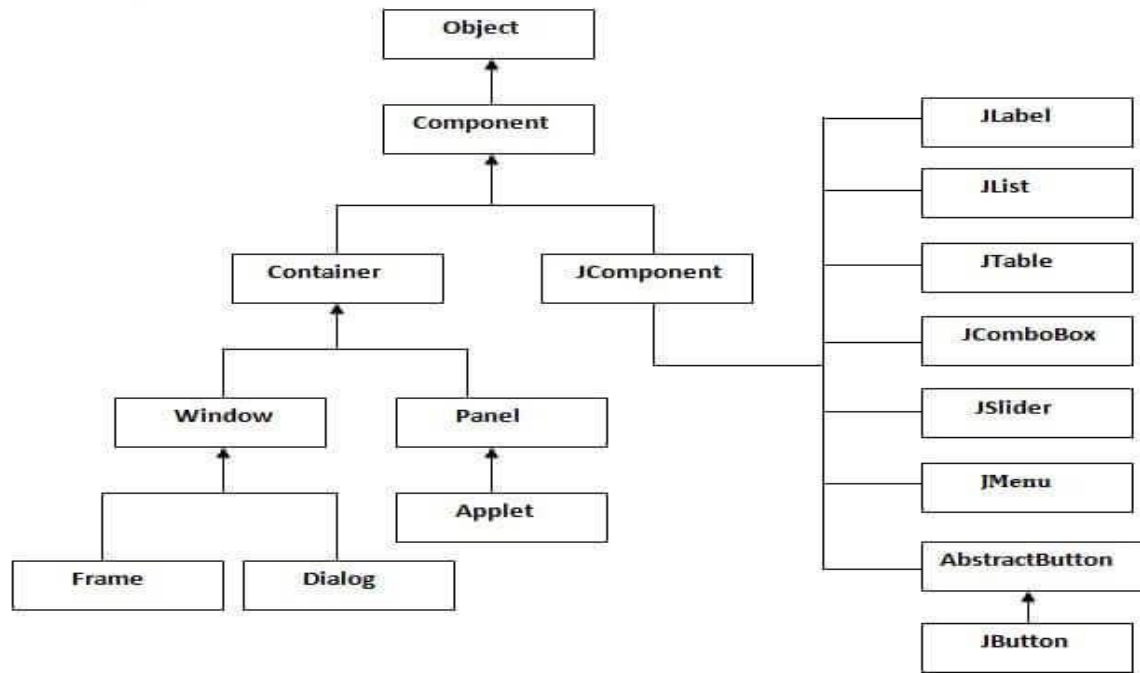 Object
Component
Container
JComponent
Window
Panel
Applet
Frame
Dialog
JLabel
JList
JTable
JComboBox
JSlider
JMenu
AbstractButton
JButton